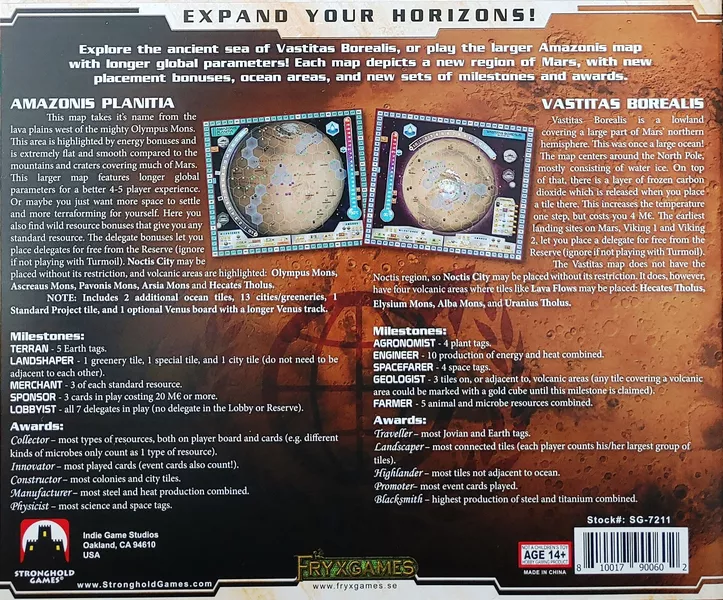 EXPAND YOUR HORIZONS!
Explore the ancient sea of Vastitas Borealis, or play the larger Amazonis map
with longer global parameters! Each map depicts a new region of Mars, with new
placement bonuses, ocean areas, and new sets of milestones and awards.
AMAZONIS PLANITIA
This map takes it's name from the
lava plains west of the mighty Olympus Mons.
This area is highlighted by energy bonuses and
is extremely flat and smooth compared to the
mountains and craters covering much of Mars.
This larger map features longer global
parameters for a better 4-5 player experience.
Or maybe you just want more space to settle
and more terraforming for yourself. Here you
also find wild resource bonuses that give you any
standard resource. The delegate bonuses let you
place delegates for free from the Reserve (ignore
if not playing with Turmoil). Noctis City may be
placed without its restriction, and volcanic areas are highlighted: Olympus Mons,
Ascreaus Mons, Pavonis Mons, Arsia Mons and Hecates Tholus.
NOTE: Includes 2 additional ocean tiles, 13 cities/greeneries, 1
Standard Project tile, and 1 optional Venus board with a longer Venus track.
Milestones:
TERRAN - 5 Earth tags.
LANDSHAPER - 1 greenery tile, 1 special tile, and 1 city tile (do not need to be
adjacent to each other).
MERCHANT - 3 of each standard resource.
SPONSOR - 3 cards in play costing 20 M€ or more.
LOBBYIST - all 7 delegates in play (no delegate in the Lobby or Reserve).
Awards:
Collector – most types of resources, both on player board and cards (e.g. different
kinds of microbes only count as 1 type of resource).
Innovator – most played cards (event cards also count!).
Constructor – most colonies and city tiles.
Manufacturer – most steel and heat production combined.
Physicist – most science and space tags.
VASTITAS BOREALIS
Vastitas Borealis is a lowland
covering a large part of Mars' northern
hemisphere. This was once a large ocean!
The map centers around the North Pole,
mostly consisting of water ice. On top
of that, there is a layer of frozen carbon
dioxide which is released when you place
a tile there. This increases the temperature
one step, but costs you 4 M€. The earliest
landing sites on Mars, Viking 1 and Viking
2, let you place a delegate for free from the
Reserve (ignore if not playing with Turmoil).
The Vastitas map does not have the
Noctis region, so Noctis City may be placed without its restriction. It does, however,
have four volcanic areas where tiles like Lava Flows may be placed: Hecates Tholus,
Elysium Mons, Alba Mons, and Uranius Tholus.
Milestones:
AGRONOMIST - 4 plant tags.
ENGINEER - 10 production of energy and heat combined.
SPACEFARER - 4 space tags.
GEOLOGIST - 3 tiles on, or adjacent to, volcanic areas (any tile covering a volcanic
area could be marked with a gold cube until this milestone is claimed).
FARMER - 5 animal and microbe resources combined.
Awards:
Traveller – most Jovian and Earth tags.
Landscaper – most connected tiles (each player counts his/her largest group of
tiles).
Highlander – most tiles not adjacent to ocean.
Promoter – most event cards played.
Blacksmith – highest production of steel and titanium combined.
STRONGHOLD
GAMES®
Indie Game Studios
Oakland, CA 94610
USA
www.StrongholdGames.com
FRYXGAMES
www.fryxgames.se
Stock#: SG-7211
NOT A CHILDREN'S TOY
AGE 14+
HOBBY GAMING PRODUCT
MADE IN CHINA
8 10017 90060 2